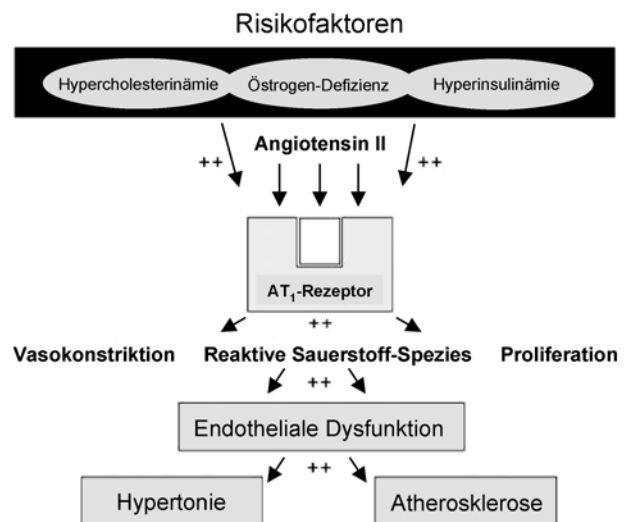 Risikofaktoren
Hypercholesterinämie Östrogen-Defizienz Hyperinsulinämie
Angiotensin II
++ ++
AT₁-Rezeptor
++
Vasokonstriktion Reaktive Sauerstoff-Spezies Proliferation
++
Endotheliale Dysfunktion
++
Hypertonie Atherosklerose